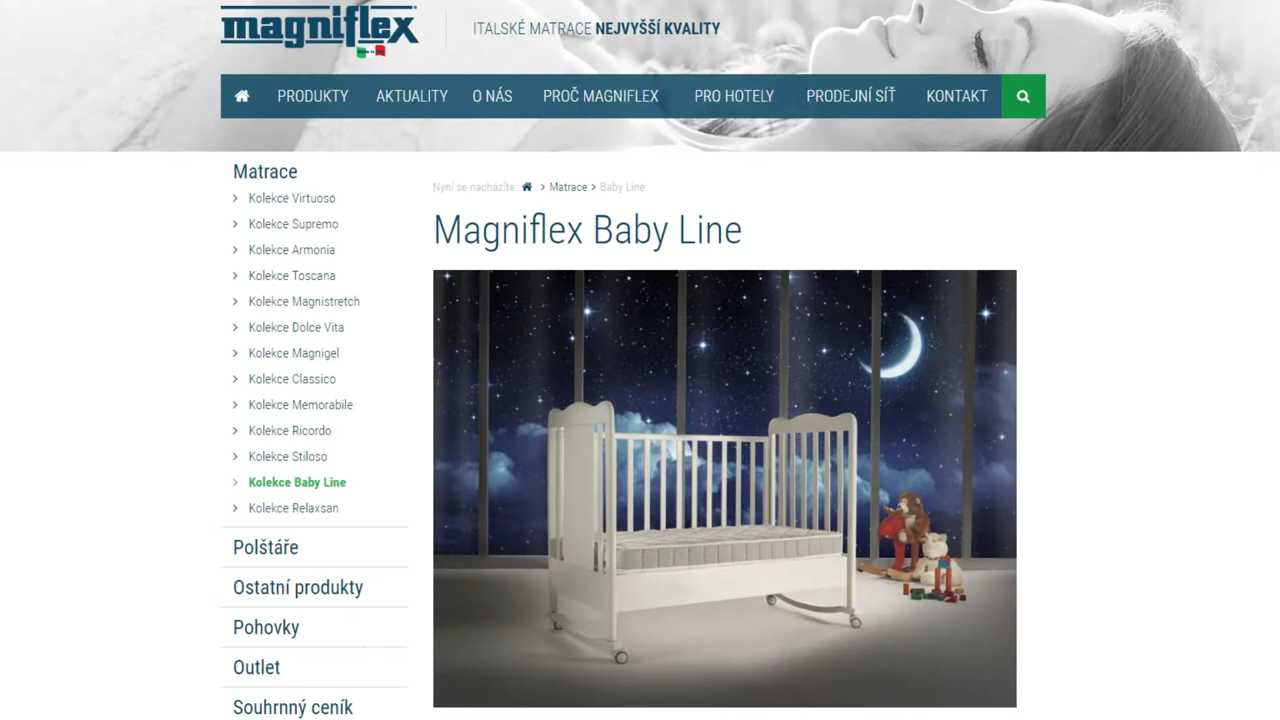 magniflex
ITALSKÉ MATRACE NEJVYŠŠÍ KVALITY
PRODUKTY AKTUALITY O NÁS PROČ MAGNIFLEX PRO HOTELY PRODEJNÍ SÍŤ KONTAKT
Matrace
Kolekce Virtuoso
Kolekce Supremo
Kolekce Armonia
Kolekce Toscana
Kolekce Magnistretch
Kolekce Dolce Vita
Kolekce Magnigel
Kolekce Classico
Kolekce Memorabile
Kolekce Ricordo
Kolekce Stiloso
Kolekce Baby Line
Kolekce Relaxsan
Polštáře
Ostatní produkty
Pohovky
Outlet
Souhrnný ceník
Nyní se nacházíte: > Matrace > Baby Line
Magniflex Baby Line